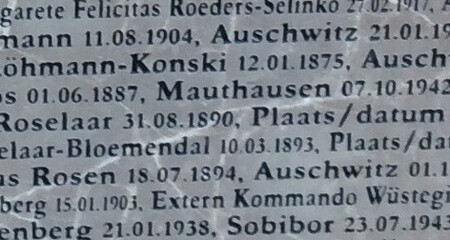 garete Felicitas Roeders-Selinko 27.02.1917, A
mann 11.08.1904, Auschwitz 21.01.19
öhmann-Konski 12.01.1875, Ausch
os 01.06.1887, Mauthausen 07.10.1942
Roselaar 31.08.1890, Plaats/datum
elaar-Bloemendal 10.03.1893, Plaats/dat
us Rosen 18.07.1894, Auschwitz 01.1
berg 15.01.1903, Extern Kommando Wüstegi
enberg 21.01.1938, Sobibor 23.07.1943